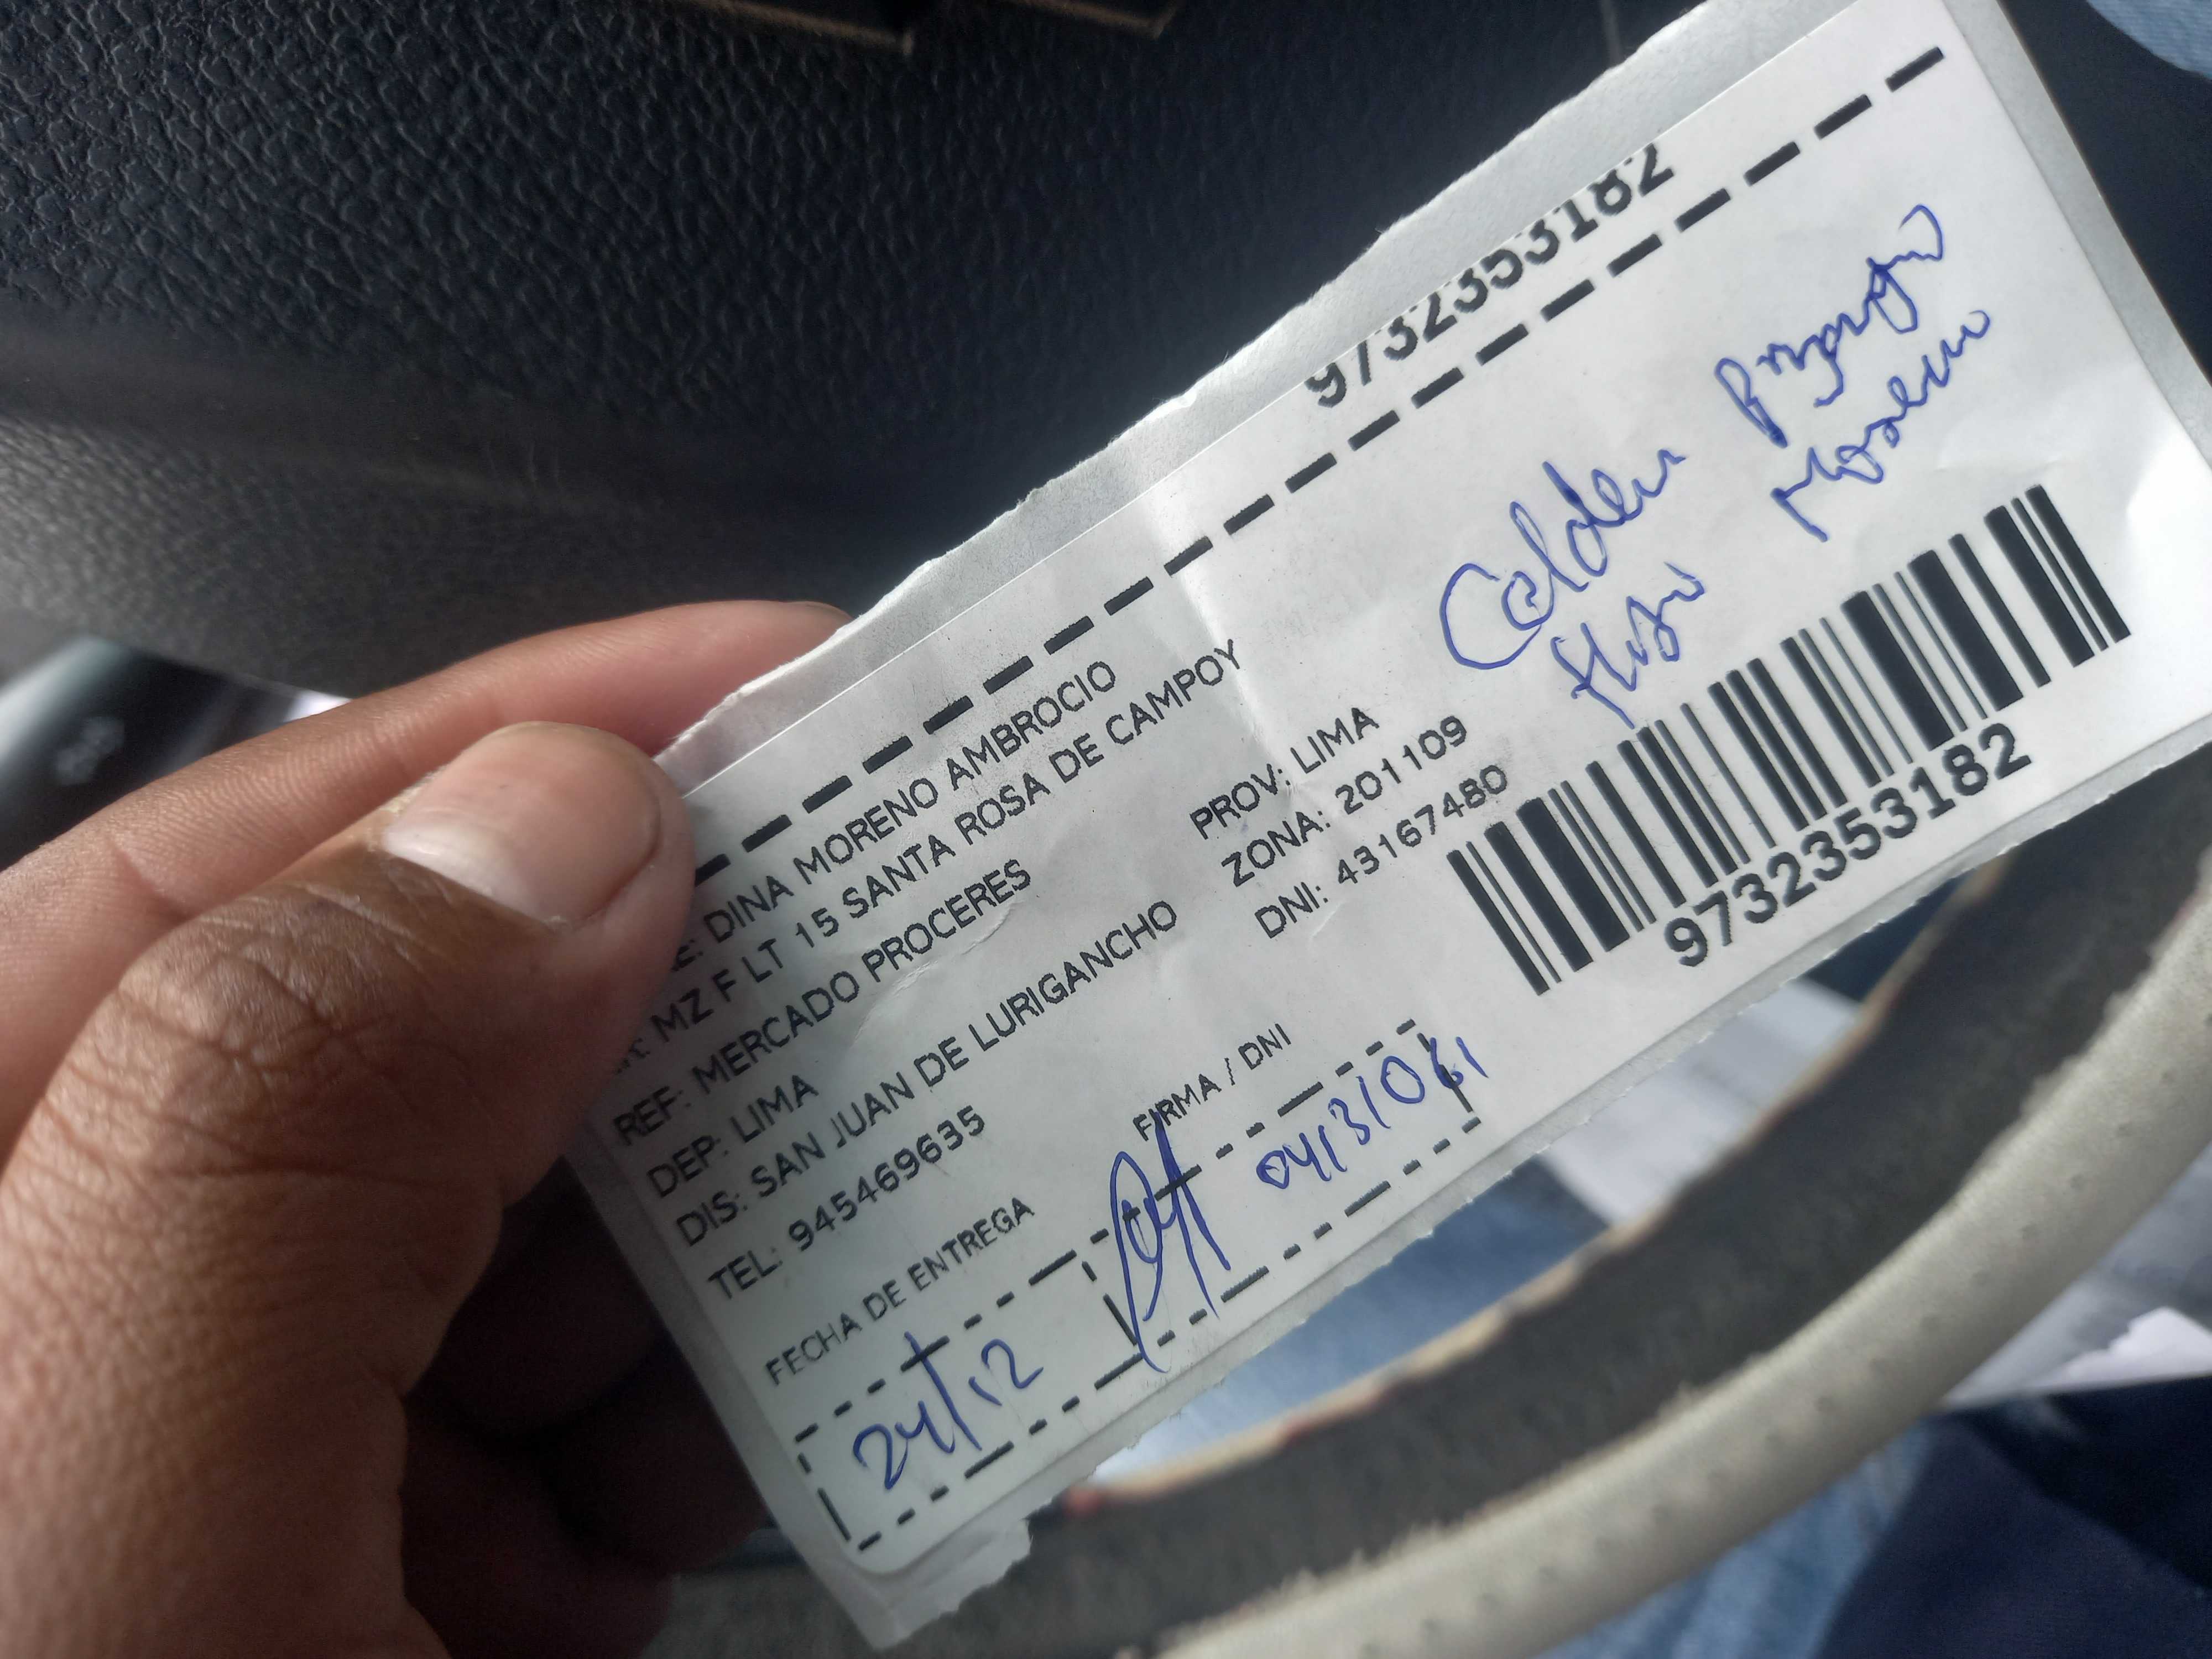 9732353182
DINA MORENO AMBROCIO
MZ F LT 15 SANTA ROSA DE CAMPOY
REF: MERCADO PROCERES
DEP: LIMA
PROV: LIMA
DIS: SAN JUAN DE LURIGANCHO
ZONA: 201109
TEL: 945469635
DNI: 43167480
Moreno
9732353182
FECHA DE ENTREGA
FIRMA / DNI
24/12